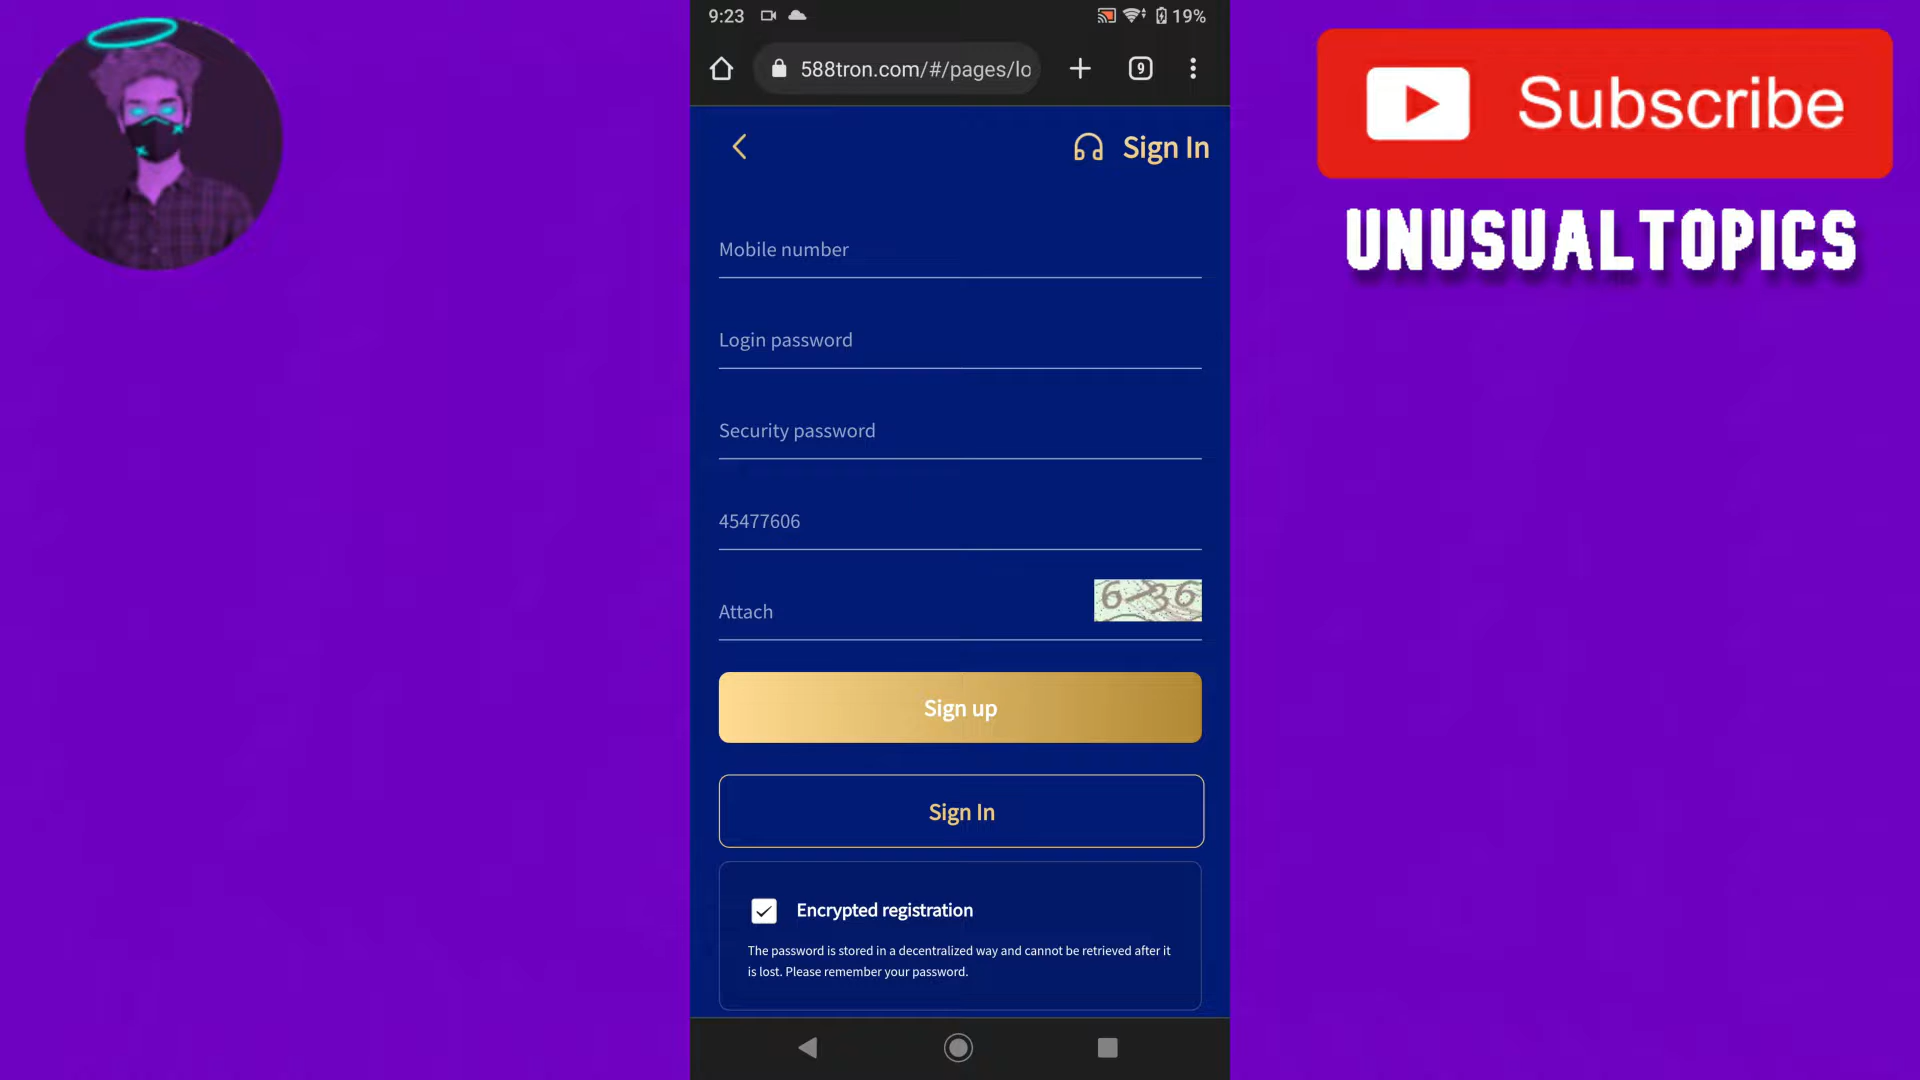 9:23
19%
588tron.com/#/pages/lo
9
Sign In
Mobile number
Login password
Security password
45477606
Attach
Sign up
Sign In
Encrypted registration
The password is stored in a decentralized way and cannot be retrieved after it
is lost. Please remember your password.
Subscribe
UNUSUALTOPICS